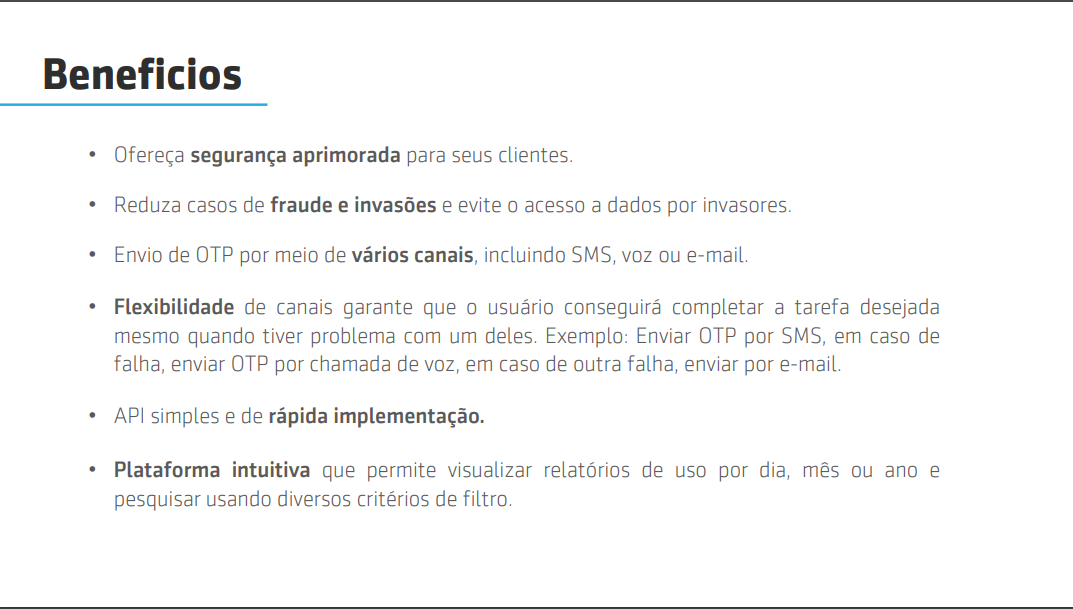 Beneficios
• Ofereça segurança aprimorada para seus clientes.
• Reduza casos de fraude e invasões e evite o acesso a dados por invasores.
• Envio de OTP por meio de vários canais, incluindo SMS, voz ou e-mail.
• Flexibilidade de canais garante que o usuário conseguirá completar a tarefa desejada
mesmo quando tiver problema com um deles. Exemplo: Enviar OTP por SMS, em caso de
falha, enviar OTP por chamada de voz, em caso de outra falha, enviar por e-mail.
• API simples e de rápida implementação.
• Plataforma intuitiva que permite visualizar relatórios de uso por dia, mês ou ano e
pesquisar usando diversos critérios de filtro.